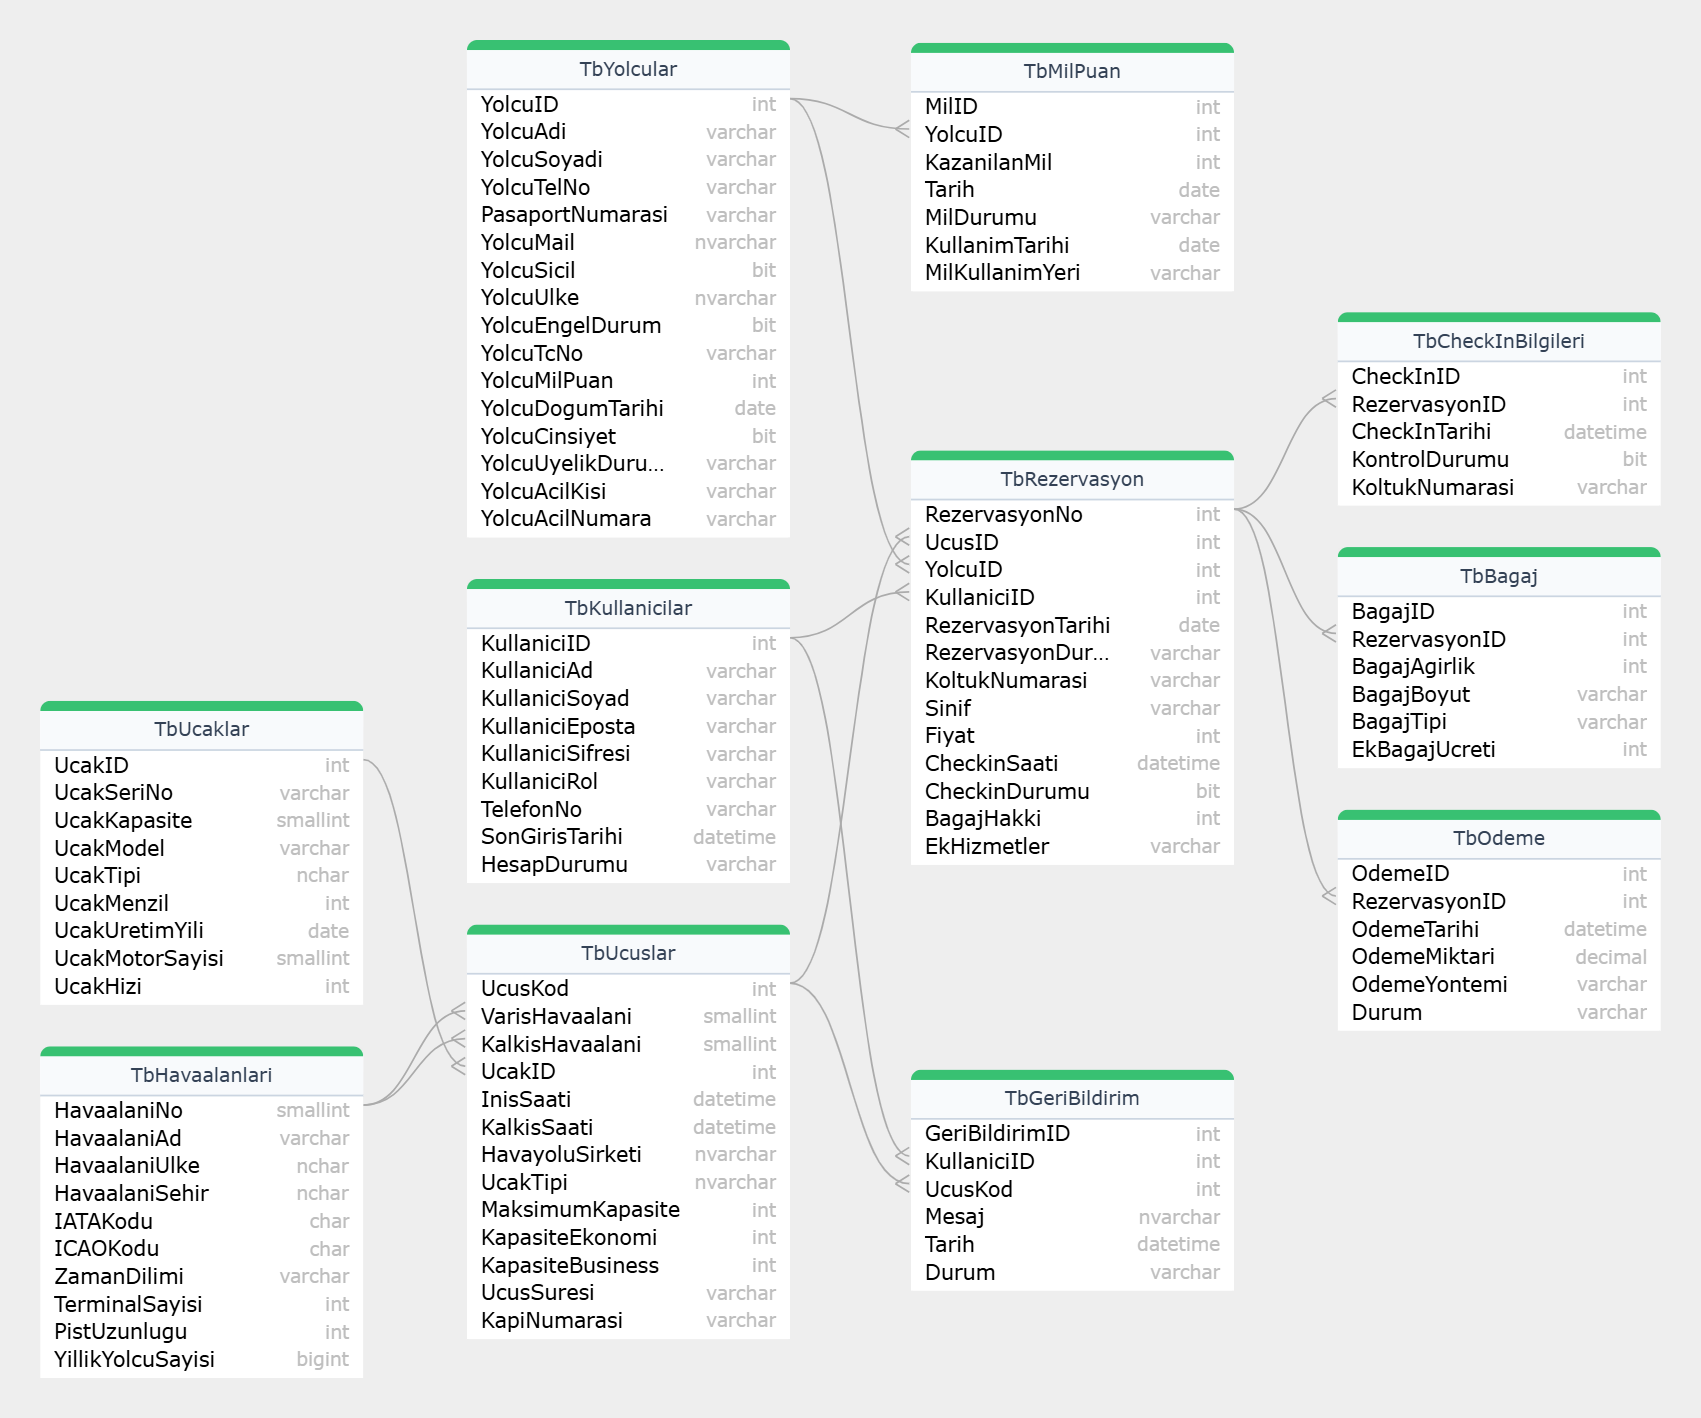 TbYolcular
YolcuID int
YolcuAdi varchar
YolcuSoyadi varchar
YolcuTelNo varchar
PasaportNumarasi varchar
YolcuMail nvarchar
YolcuSicil bit
YolcuUlke nvarchar
YolcuEngelDurum bit
YolcuTcNo varchar
YolcuMilPuan int
YolcuDogumTarihi date
YolcuCinsiyet bit
YolcuUyelikDuru... varchar
YolcuAcilKisi varchar
YolcuAcilNumara varchar
TbMilPuan
MilID int
YolcuID int
KazanilanMil int
Tarih date
MilDurumu varchar
KullanimTarihi date
MilKullanimYeri varchar
TbCheckInBilgileri
CheckInID int
RezervasyonID int
CheckInTarihi datetime
KontrolDurumu bit
KoltukNumarasi varchar
TbRezervasyon
RezervasyonNo int
UcusID int
YolcuID int
KullaniciID int
RezervasyonTarihi date
RezervasyonDur... varchar
KoltukNumarasi varchar
Sinif varchar
Fiyat int
CheckinSaati datetime
CheckinDurumu bit
BagajHakki int
EkHizmetler varchar
TbBagaj
BagajID int
RezervasyonID int
BagajAgirlik int
BagajBoyut varchar
BagajTipi varchar
EkBagajUcreti int
TbKullanicilar
KullaniciID int
KullaniciAd varchar
KullaniciSoyad varchar
KullaniciEposta varchar
KullaniciSifresi varchar
KullaniciRol varchar
TelefonNo varchar
SonGirisTarihi datetime
HesapDurumu varchar
TbUcaklar
UcakID int
UcakSeriNo varchar
UcakKapasite smallint
UcakModel varchar
UcakTipi nchar
UcakMenzil int
UcakUretimYili date
UcakMotorSayisi smallint
UcakHizi int
TbOdeme
OdemeID int
RezervasyonID int
OdemeTarihi datetime
OdemeMiktari decimal
OdemeYontemi varchar
Durum varchar
TbUcuslar
UcusKod int
VarisHavaalani smallint
KalkisHavaalani smallint
UcakID int
InisSaati datetime
KalkisSaati datetime
HavayoluSirketi nvarchar
UcakTipi nvarchar
MaksimumKapasite int
KapasiteEkonomi int
KapasiteBusiness int
UcusSuresi varchar
KapiNumarasi varchar
TbHavaalanlari
HavaalaniNo smallint
HavaalaniAd varchar
HavaalaniUlke nchar
HavaalaniSehir nchar
IATAKodu char
ICAOKodu char
ZamanDilimi varchar
TerminalSayisi int
PistUzunlugu int
YillikYolcuSayisi bigint
TbGeriBildirim
GeriBildirimID int
KullaniciID int
UcusKod int
Mesaj nvarchar
Tarih datetime
Durum varchar